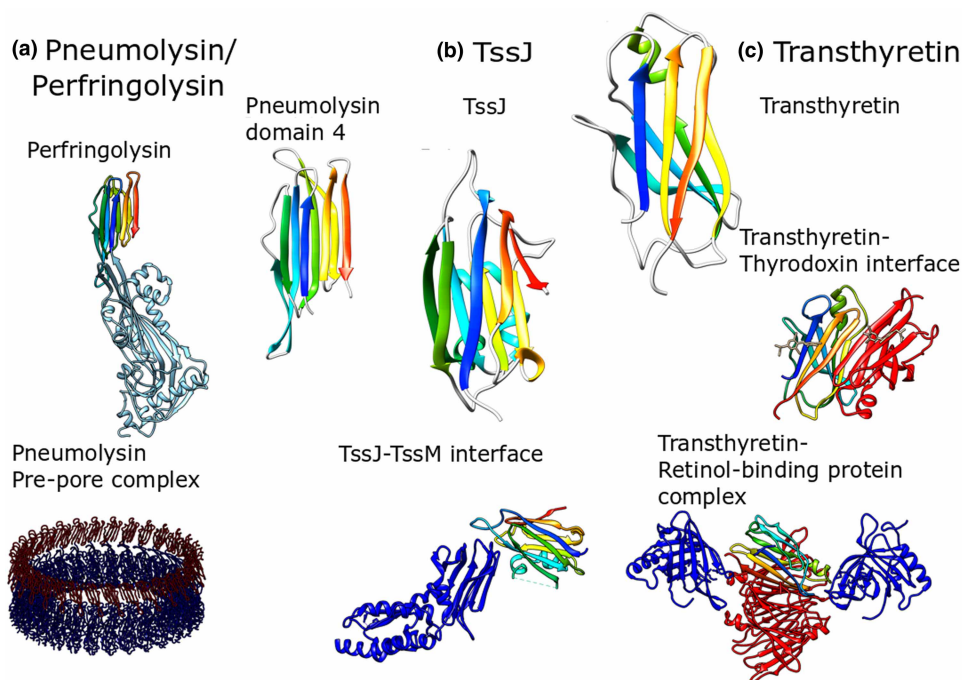 (a) Pneumolysin/
Perfringolysin
Perfringolysin
Pneumolysin
domain 4
Pneumolysin
Pre-pore complex
(b) TssJ
TssJ
TssJ-TssM interface
(c) Transthyretin
Transthyretin
Transthyretin-
Thyrodoxin interface
Transthyretin-
Retinol-binding protein
complex